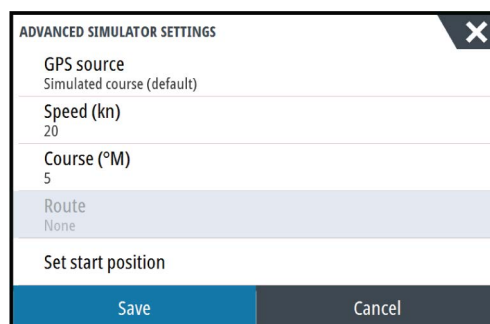 ADVANCED SIMULATOR SETTINGS
GPS source
Simulated course (default)
Speed (kn)
20
Course (°M)
5
Route
None
Set start position
Save
Cancel